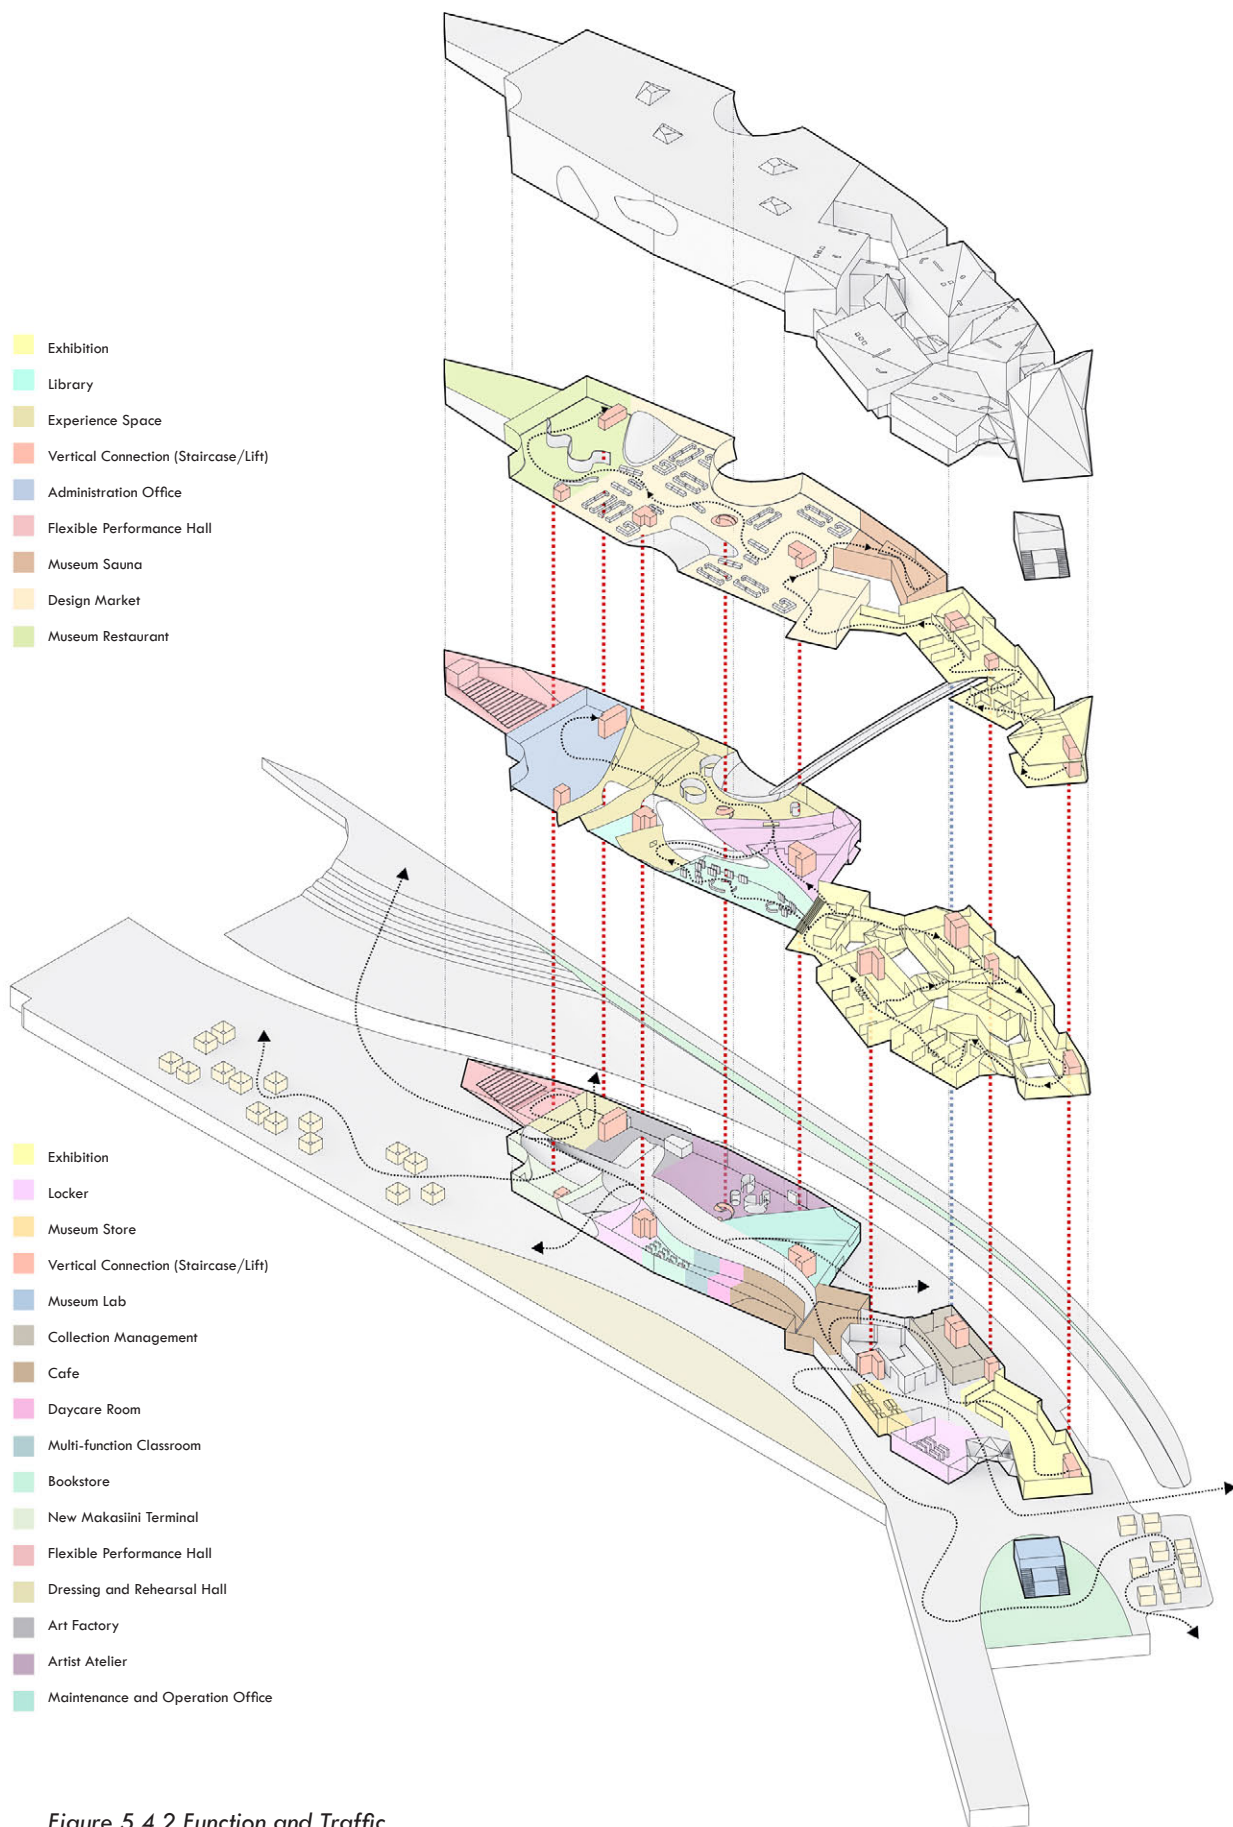 Exhibition
Library
Experience Space
Vertical Connection (Staircase/Lift)
Administration Office
Flexible Performance Hall
Museum Sauna
Design Market
Museum Restaurant
Exhibition
Locker
Museum Store
Vertical Connection (Staircase/Lift)
Museum Lab
Collection Management
Cafe
Daycare Room
Multi-function Classroom
Bookstore
New Makasiini Terminal
Flexible Performance Hall
Dressing and Rehearsal Hall
Art Factory
Artist Atelier
Maintenance and Operation Office
Figure 5.4.2 Function and Traffic